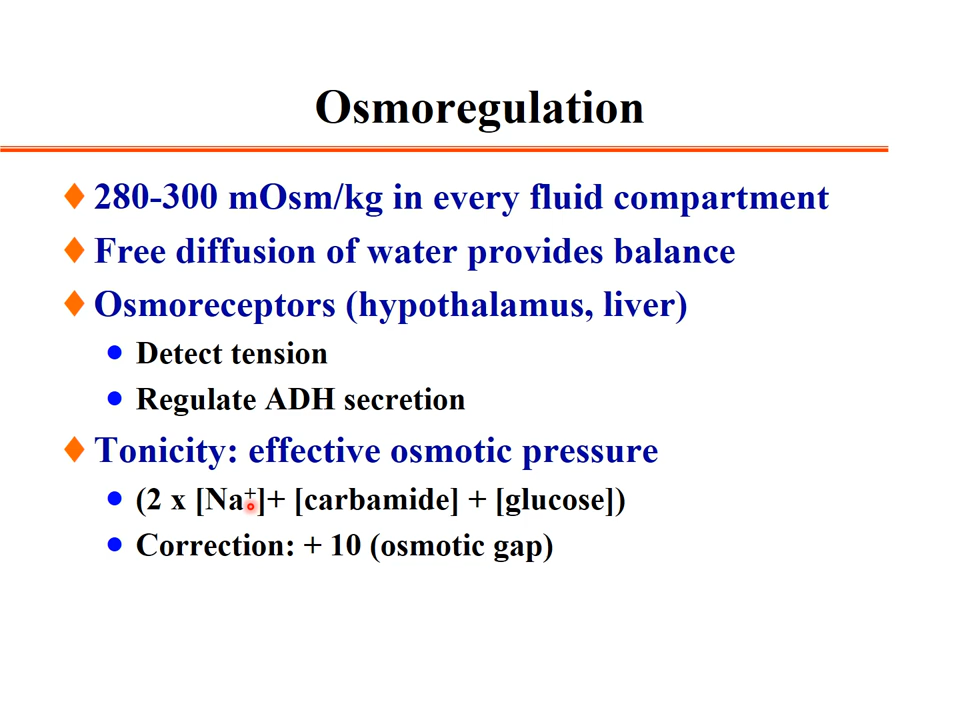 Osmoregulation
280-300 mOsm/kg in every fluid compartment
Free diffusion of water provides balance
Osmoreceptors (hypothalamus, liver)
Detect tension
Regulate ADH secretion
Tonicity: effective osmotic pressure
(2 x [Na⁺]+ [carbamide] + [glucose])
Correction: + 10 (osmotic gap)